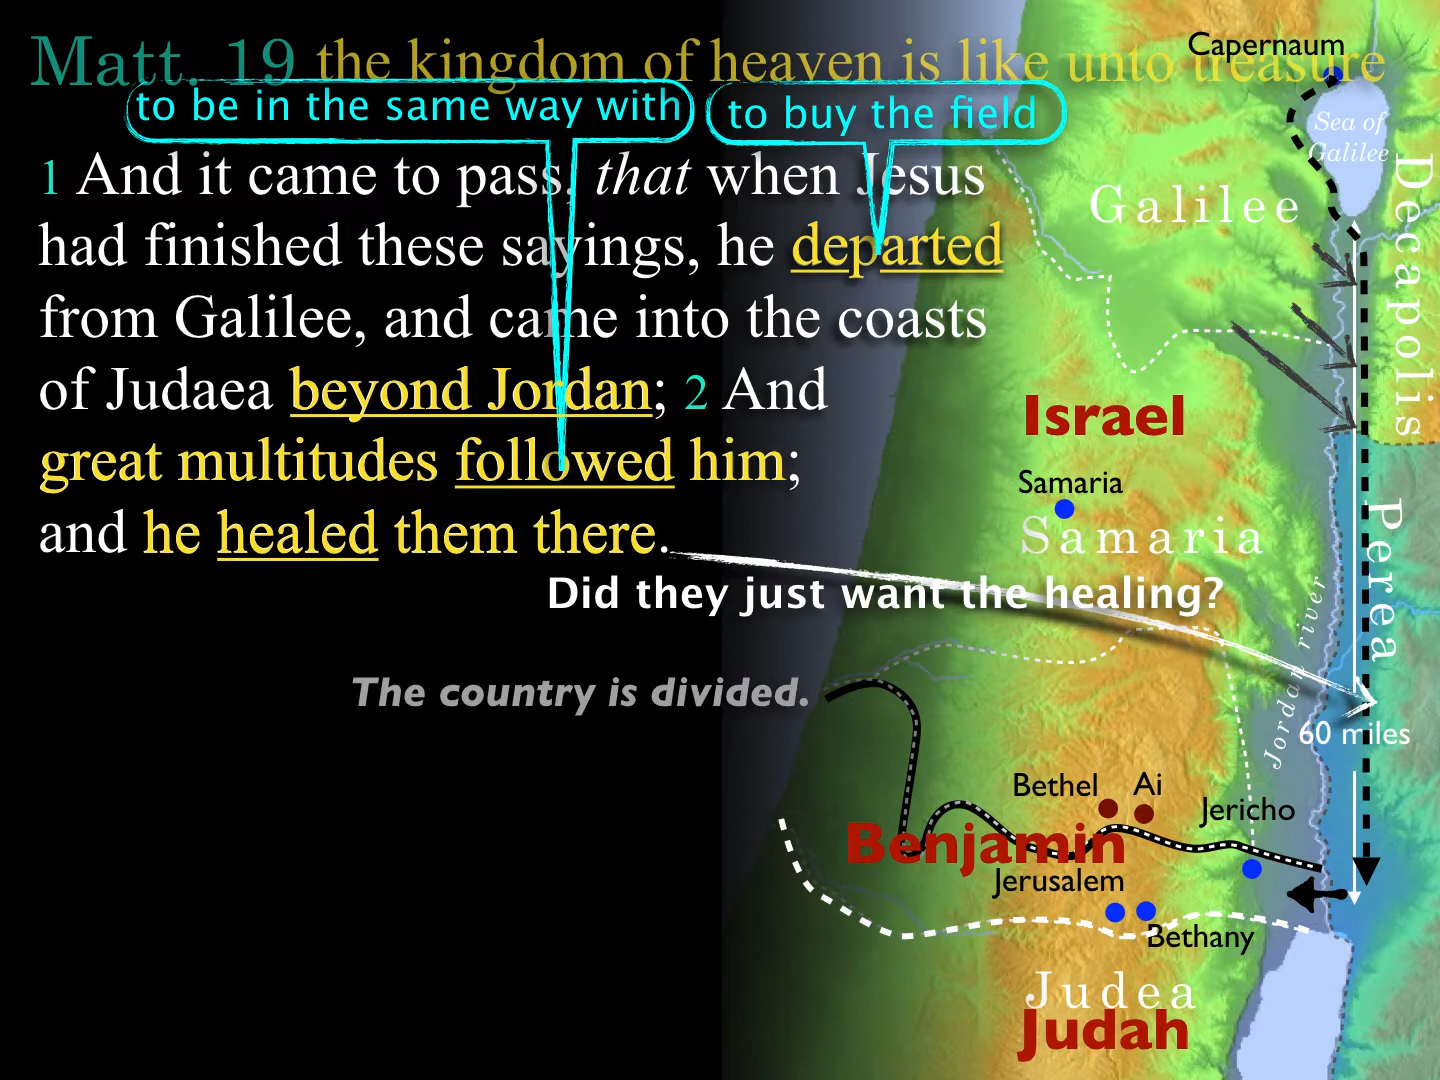 Matt. 19 the kingdom of heaven is like unto treasure
to be in the same way with
to buy the field
1 And it came to pass, that when Jesus
had finished these sayings, he departed
from Galilee, and came into the coasts
of Judaea beyond Jordan; 2 And
great multitudes followed him;
and he healed them there.
Did they just want the healing?
The country is divided.
Capernaum
Sea of
Galilee
Galilee
Decapolis
Israel
Samaria
Samaria
Perea
Jordan river
60 miles
Bethel
Ai
Jericho
Benjamin
Jerusalem
Bethany
Judea
Judah